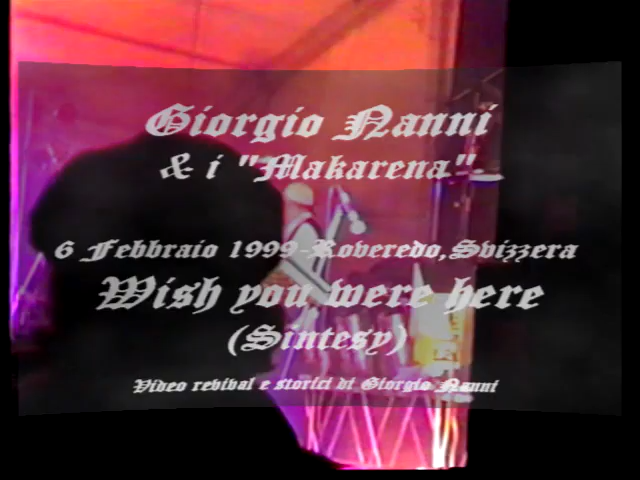 Giorgio Nanni
& i "Makarena"
6 Febbraio 1999-Roveredo,Svizzera
Wish you were here
(Sintesy)
Video revival e storici di Giorgio Nanni